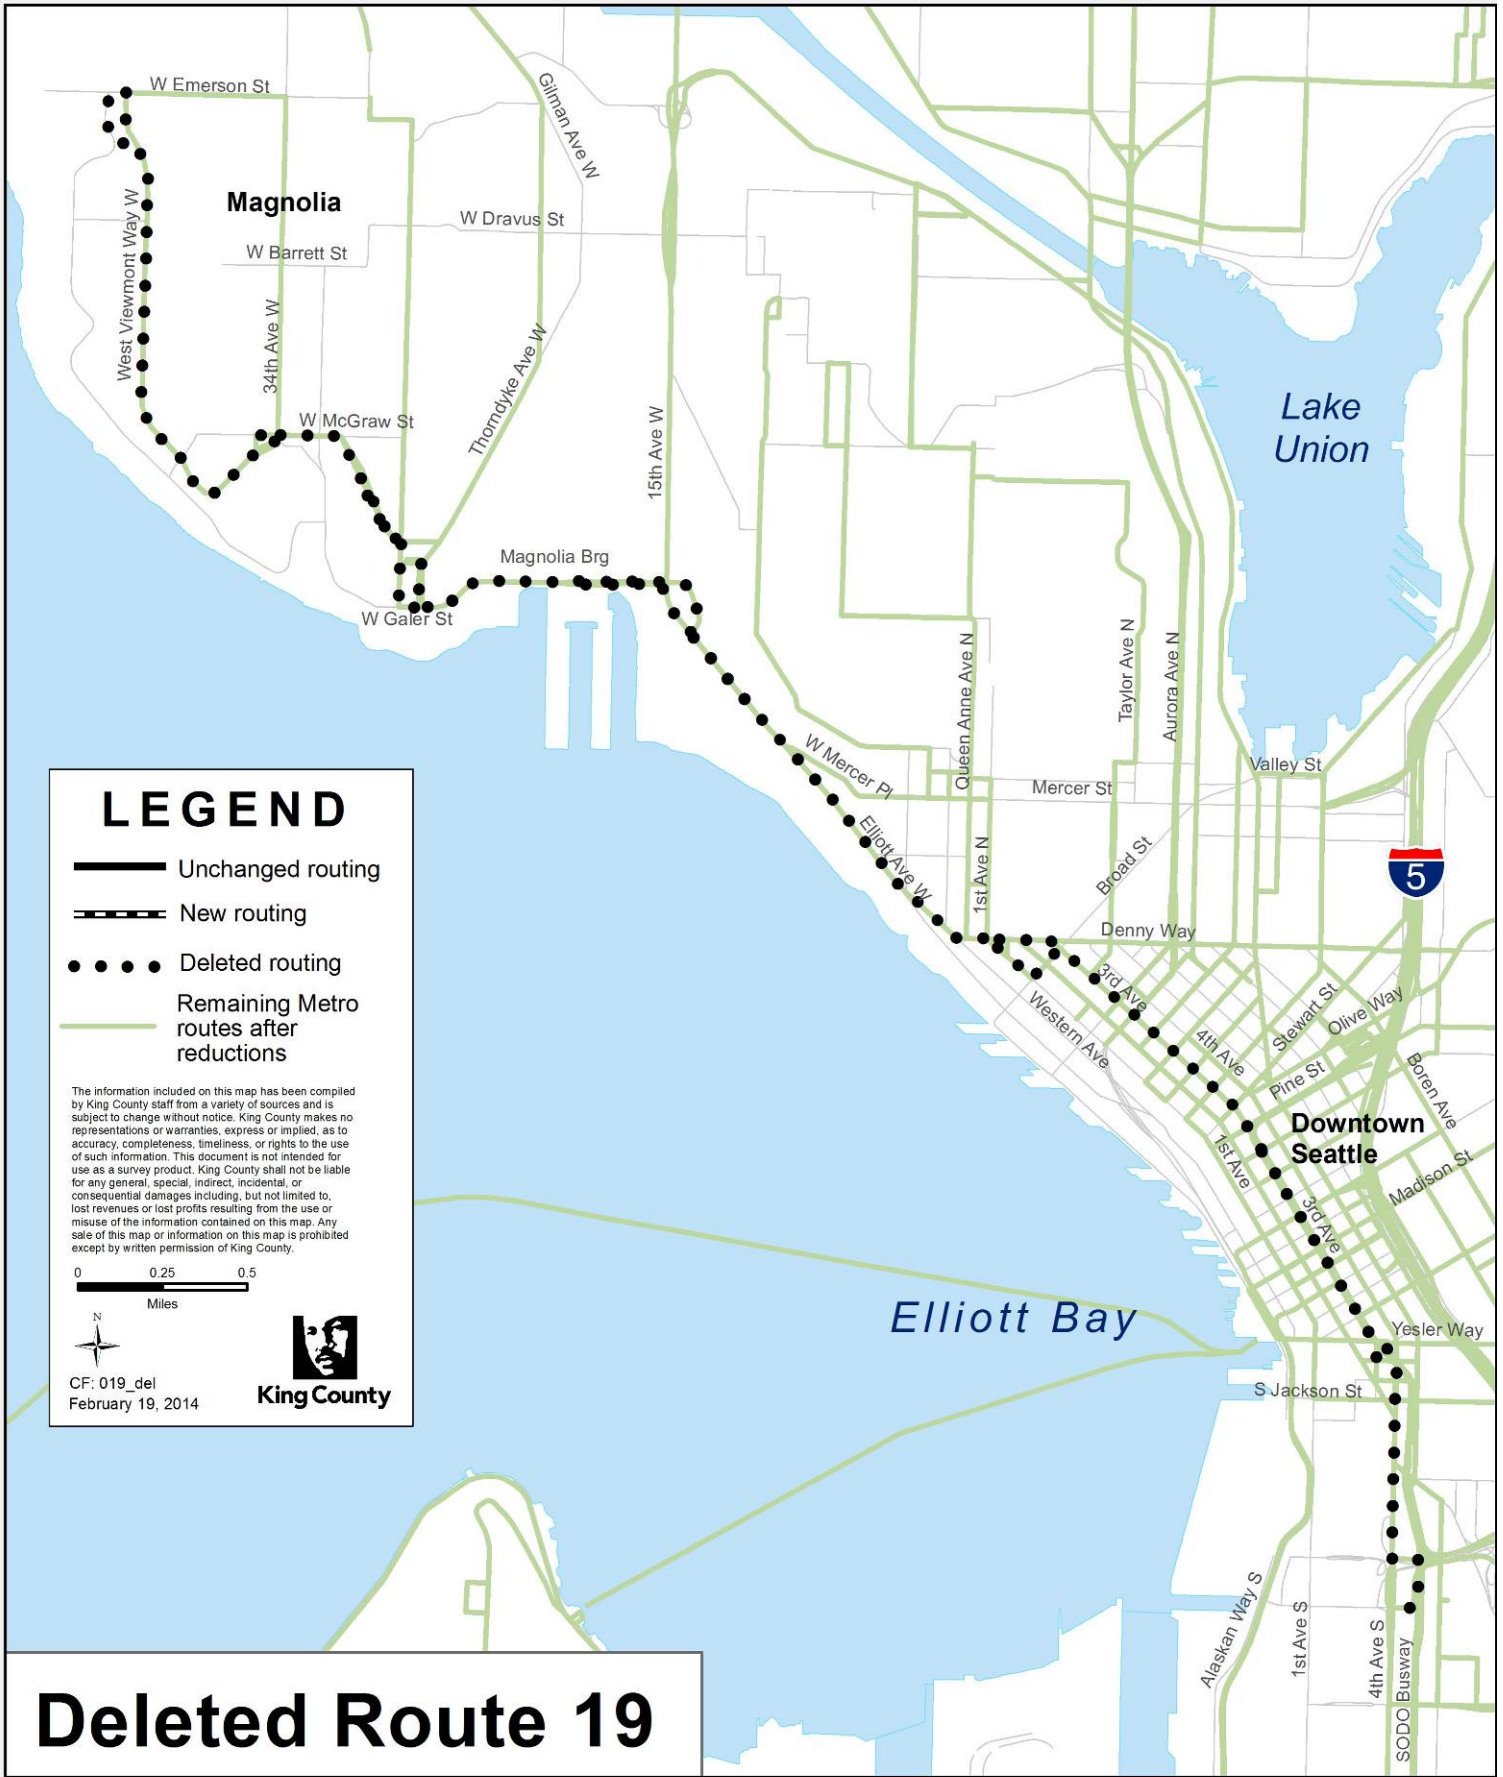 W Emerson St
Gilman Ave W
Magnolia
W Dravus St
W Barrett St
West Viewmont Way W
34th Ave W
Thorndyke Ave W
W McGraw St
15th Ave W
Lake
Union
Magnolia Brg
W Galer St
Queen Anne Ave N
Taylor Ave N
Aurora Ave N
W Mercer Pl
Mercer St
Valley St
Elliott Ave W
1st Ave N
Broad St
5
Denny Way
3rd Ave
Western Ave
4th Ave
Stewart St
Olive Way
Pine St
Boren Ave
Downtown
Seattle
1st Ave
Madison St
3rd Ave
Elliott Bay
Yesler Way
S Jackson St
Alaskan Way S
1st Ave S
4th Ave S
SODO Busway
LEGEND
Unchanged routing
New routing
Deleted routing
Remaining Metro
routes after
reductions
The information included on this map has been compiled
by King County staff from a variety of sources and is
subject to change without notice. King County makes no
representations or warranties, express or implied, as to
accuracy, completeness, timeliness, or rights to the use
of such information. This document is not intended for
use as a survey product. King County shall not be liable
for any general, special, indirect, incidental, or
consequential damages including, but not limited to,
lost revenues or lost profits resulting from the use or
misuse of the information contained on this map. Any
sale of this map or information on this map is prohibited
except by written permission of King County.
0 0.25 0.5
Miles
N
CF: 019_del
February 19, 2014
King County
Deleted Route 19